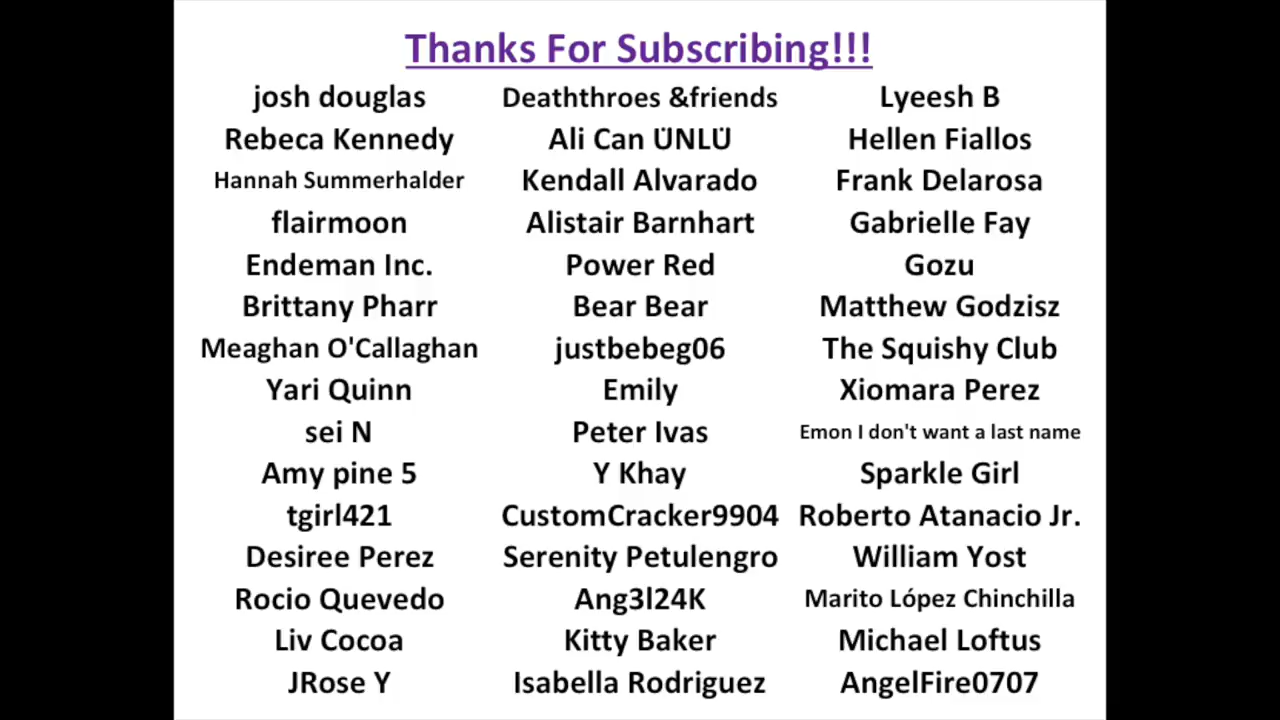 Thanks For Subscribing!!!
josh douglas Deaththroes &friends Lyeesh B
Rebeca Kennedy Ali Can ÜNLÜ Hellen Fiallos
Hannah Summerhalder Kendall Alvarado Frank Delarosa
flairmoon Alistair Barnhart Gabrielle Fay
Endeman Inc. Power Red Gozu
Brittany Pharr Bear Bear Matthew Godzisz
Meaghan O'Callaghan justbebeg06 The Squishy Club
Yari Quinn Emily Xiomara Perez
sei N Peter Ivas Emon I don't want a last name
Amy pine 5 Y Khay Sparkle Girl
tgirl421 CustomCracker9904 Roberto Atanacio Jr.
Desiree Perez Serenity Petulengro William Yost
Rocio Quevedo Ang3l24K Marito López Chinchilla
Liv Cocoa Kitty Baker Michael Loftus
JRose Y Isabella Rodriguez AngelFire0707